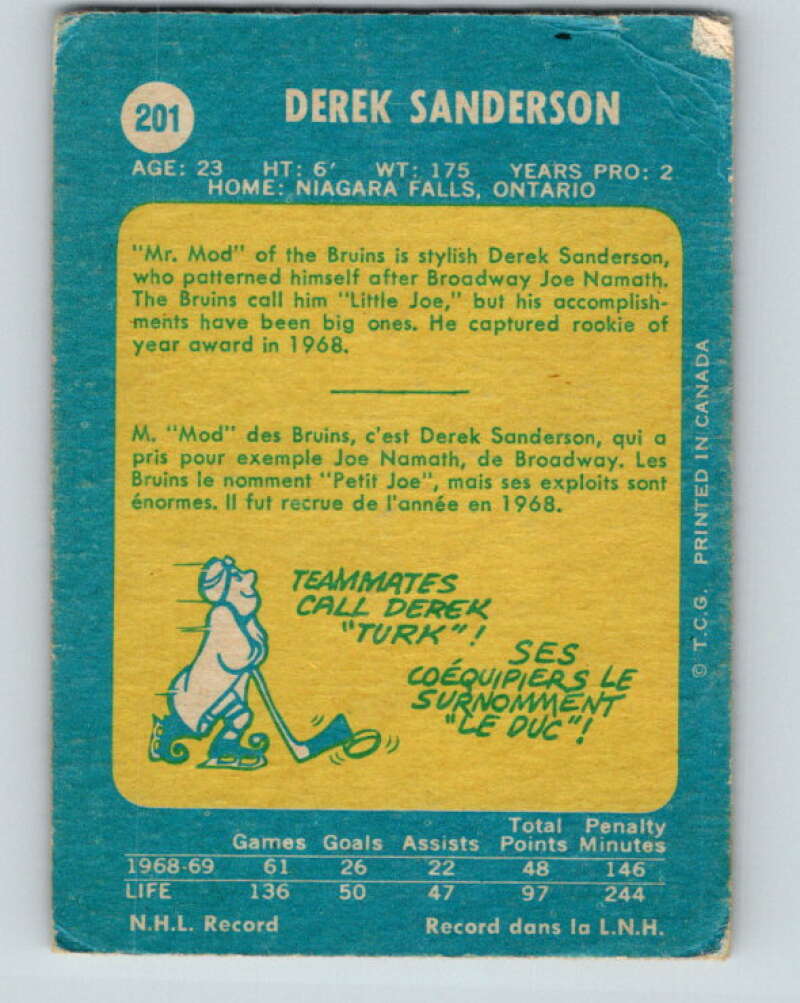 201
DEREK SANDERSON
AGE: 23 HT: 6' WT: 175 YEARS PRO: 2
HOME: NIAGARA FALLS, ONTARIO
"Mr. Mod" of the Bruins is stylish Derek Sanderson,
who patterned himself after Broadway Joe Namath.
The Bruins call him "Little Joe," but his accomplish-
ments have been big ones. He captured rookie of
year award in 1968.
M. "Mod" des Bruins, c'est Derek Sanderson, qui a
pris pour exemple Joe Namath, de Broadway. Les
Bruins le nomment "Petit Joe", mais ses exploits sont
énormes. Il fut recrue de l'année en 1968.
TEAMMATES
CALL DEREK
"TURK"!
SES
COÉQUIPIERS LE
SURNOMMENT
"LE DUC"!
© T.C.G. PRINTED IN CANADA
Total Penalty
Games Goals Assists Points Minutes
1968-69 61 26 22 48 146
LIFE 136 50 47 97 244
N.H.L. Record Record dans la L.N.H.